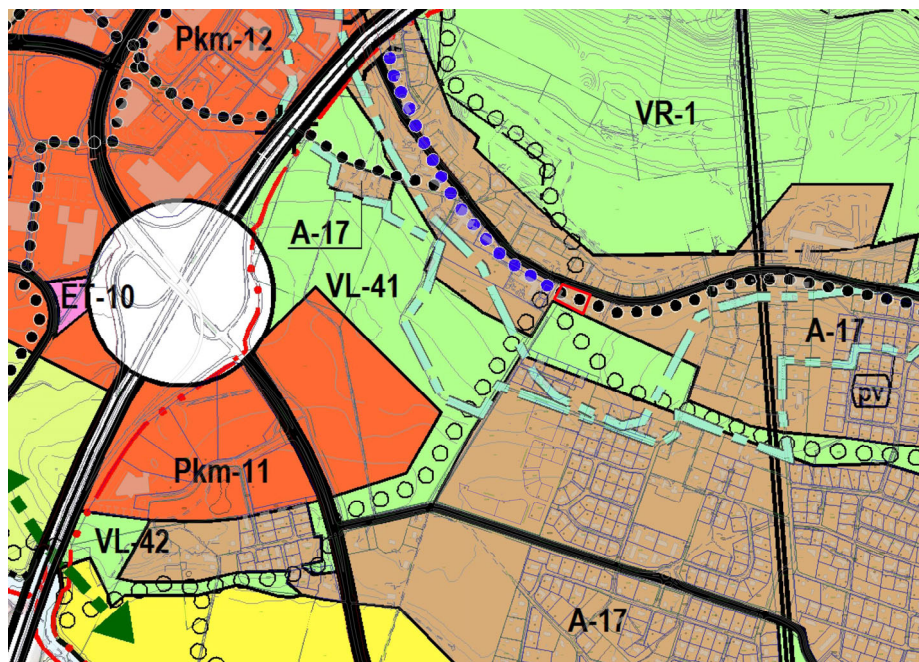 Pkm-12
VR-1
A-17
VL-41
ET-10
A-17
pv
Pkm-11
VL-42
A-17